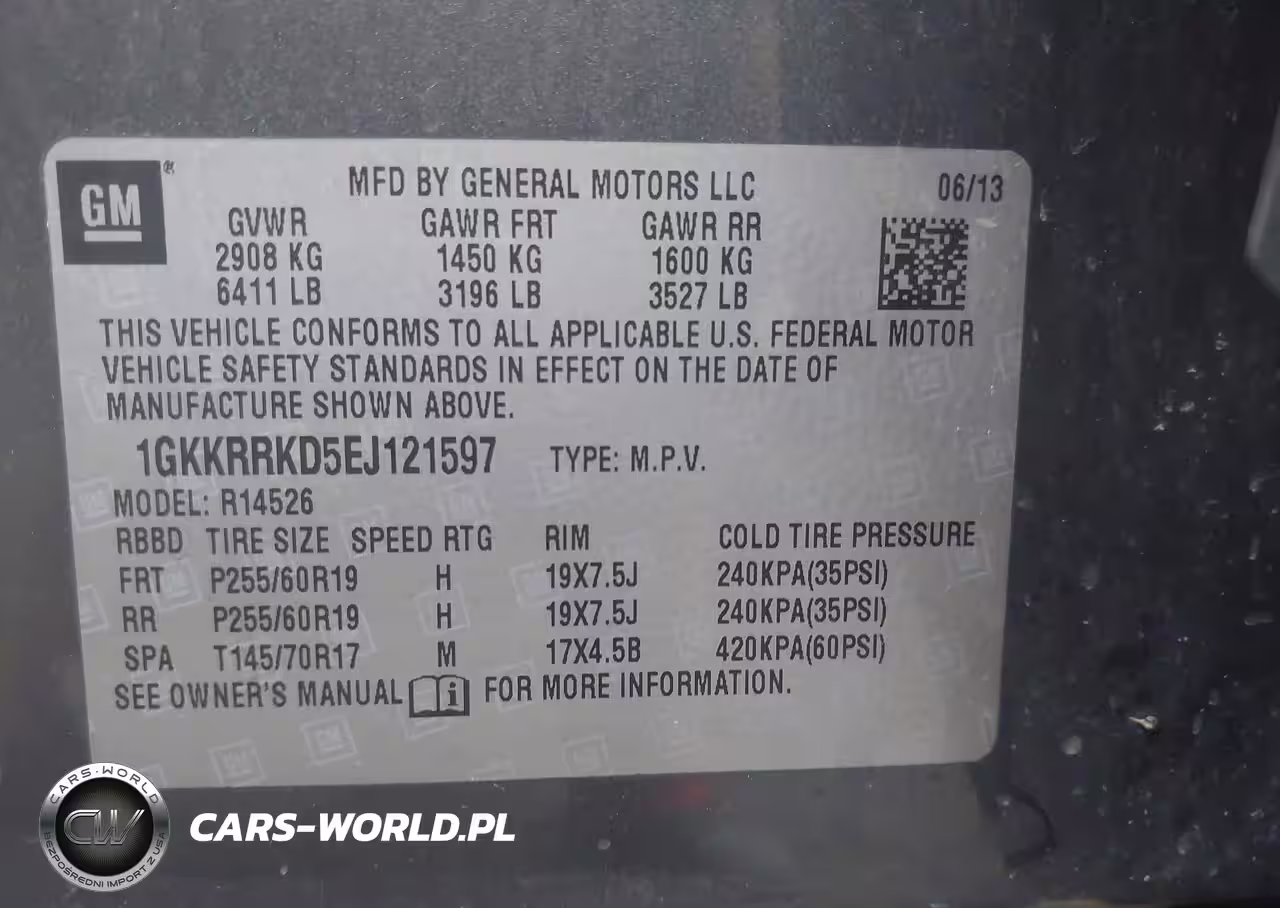 GM ®
MFD BY GENERAL MOTORS LLC 06/13
GVWR GAWR FRT GAWR RR
2908 KG 1450 KG 1600 KG
6411 LB 3196 LB 3527 LB
THIS VEHICLE CONFORMS TO ALL APPLICABLE U.S. FEDERAL MOTOR
VEHICLE SAFETY STANDARDS IN EFFECT ON THE DATE OF
MANUFACTURE SHOWN ABOVE.
1GKKRRKD5EJ121597 TYPE: M.P.V.
MODEL: R14526
RBBD TIRE SIZE SPEED RTG RIM COLD TIRE PRESSURE
FRT P255/60R19 H 19X7.5J 240KPA(35PSI)
RR P255/60R19 H 19X7.5J 240KPA(35PSI)
SPA T145/70R17 M 17X4.5B 420KPA(60PSI)
SEE OWNER'S MANUAL i FOR MORE INFORMATION.
CARS-WORLD
CW
BEZPOŚREDNI IMPORT Z USA
CARS-WORLD.PL